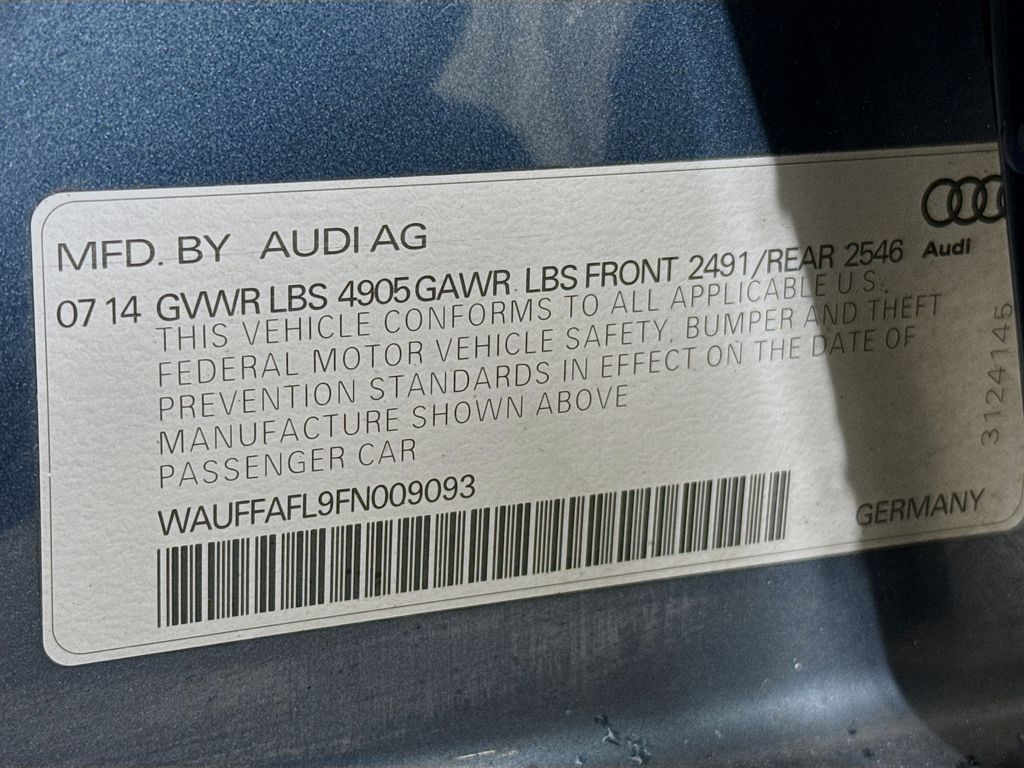 MFD. BY AUDI AG
Audi
07 14 GVWR LBS 4905 GAWR LBS FRONT 2491/REAR 2546
THIS VEHICLE CONFORMS TO ALL APPLICABLE U.S.
FEDERAL MOTOR VEHICLE SAFETY, BUMPER AND THEFT
PREVENTION STANDARDS IN EFFECT ON THE DATE OF
MANUFACTURE SHOWN ABOVE
PASSENGER CAR
WAUFFAFL9FN009093
GERMANY
3124145